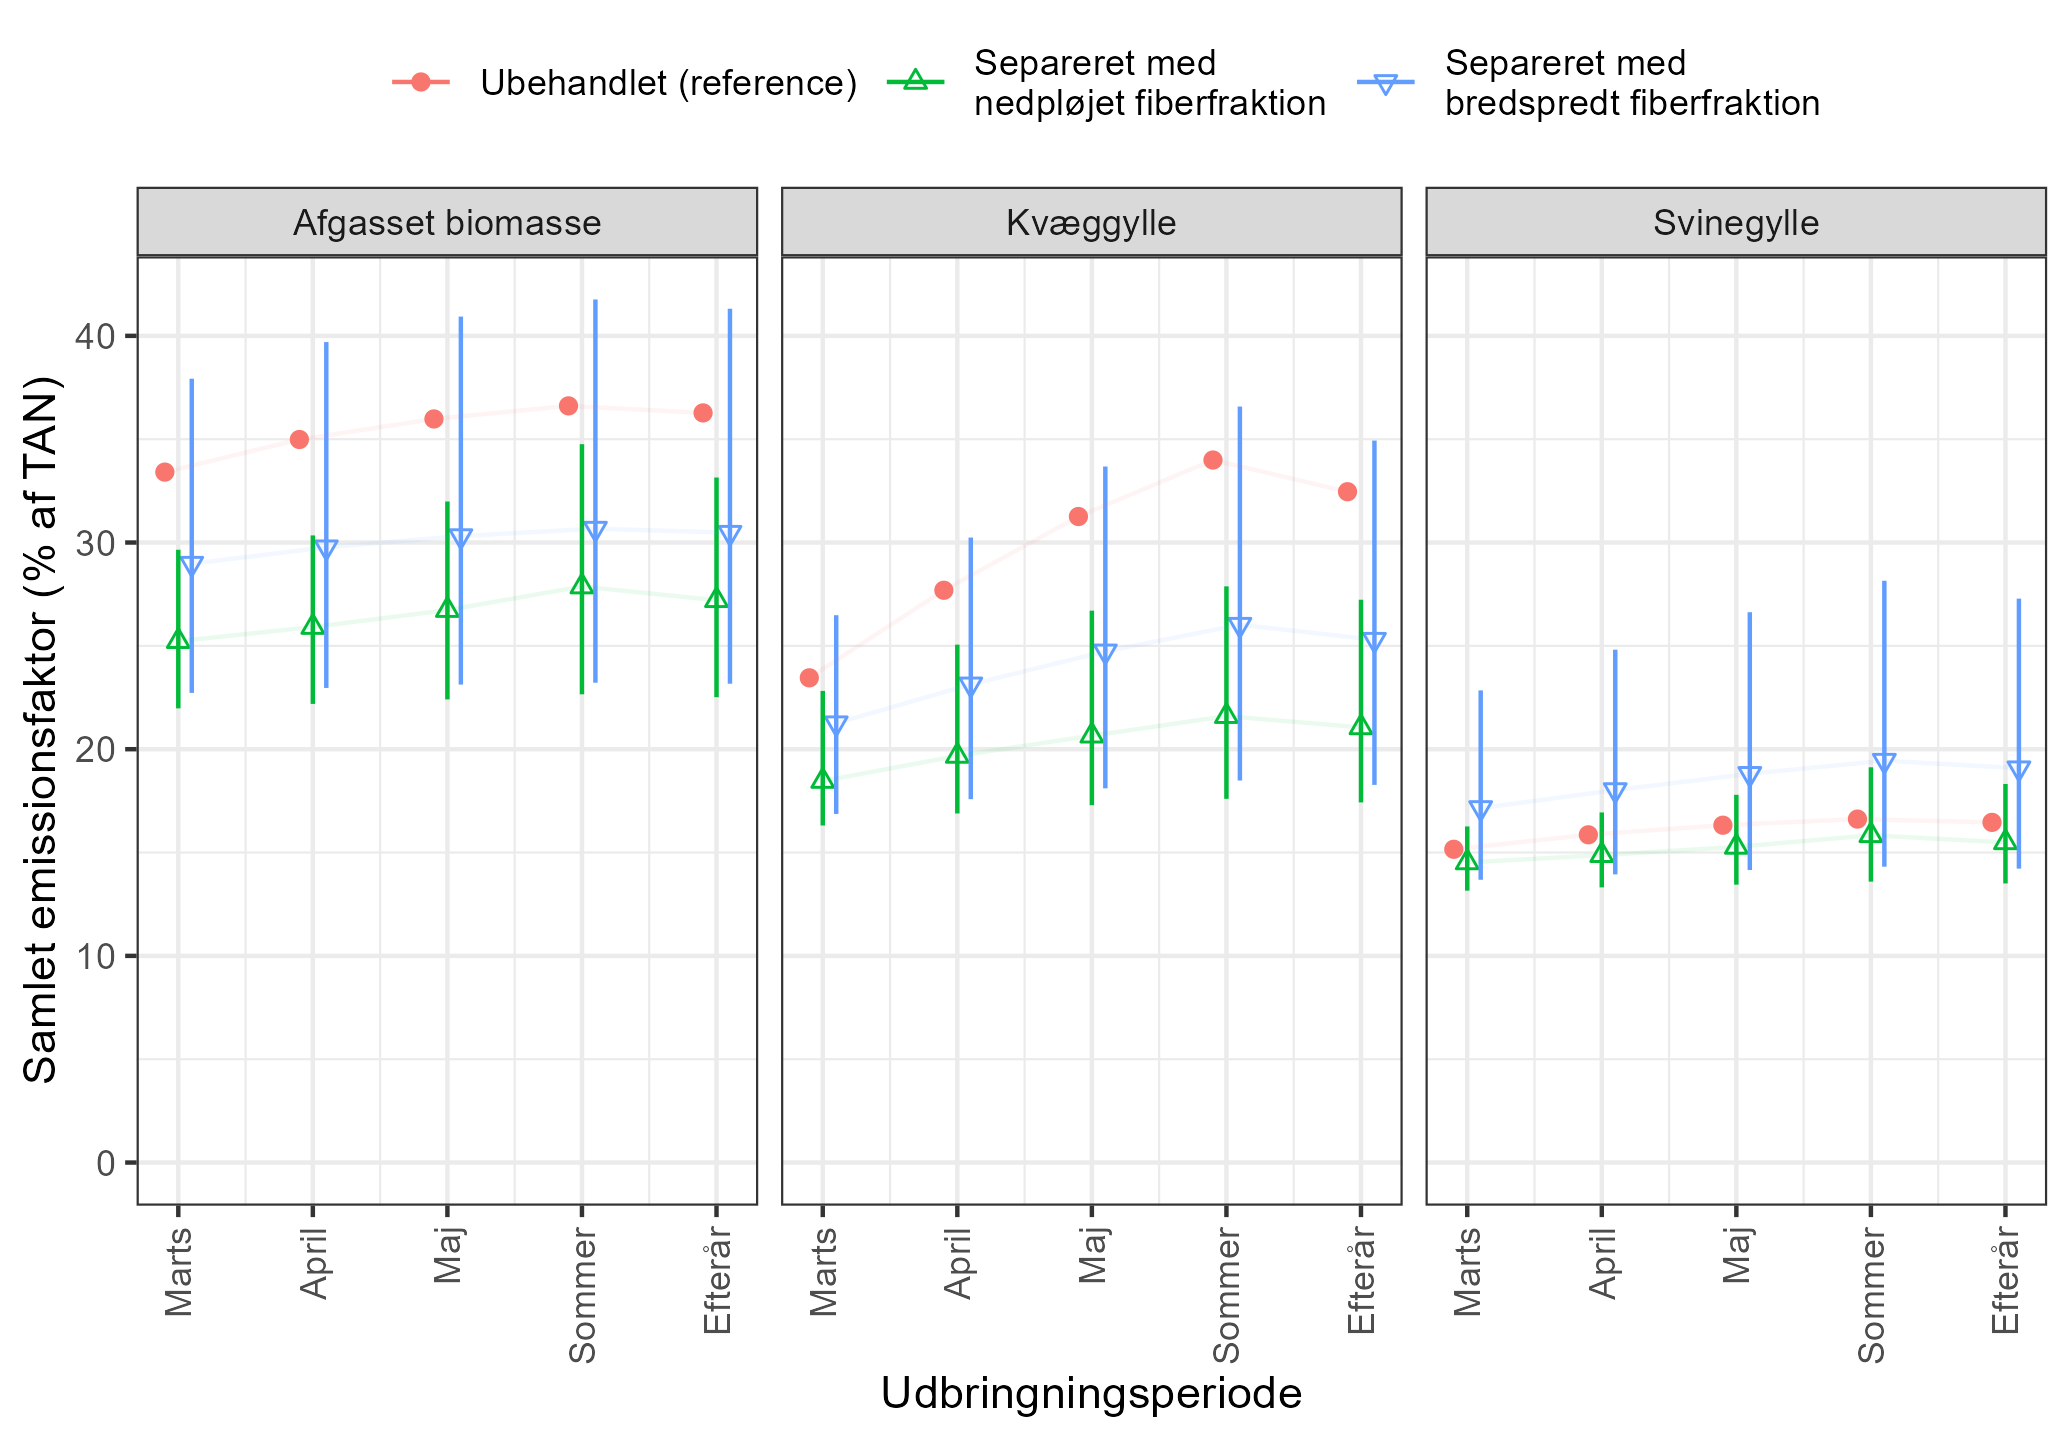 Ubehandlet (reference)
Separeret med
nedpløjet fiberfraktion
Separeret med
bredspredt fiberfraktion
Afgasset biomasse
Kvæggylle
Svinegylle
Samlet emissionsfaktor (% af TAN)
40
30
20
10
0
Marts
April
Maj
Sommer
Efterår
Marts
April
Maj
Sommer
Efterår
Marts
April
Maj
Sommer
Efterår
Udbringningsperiode